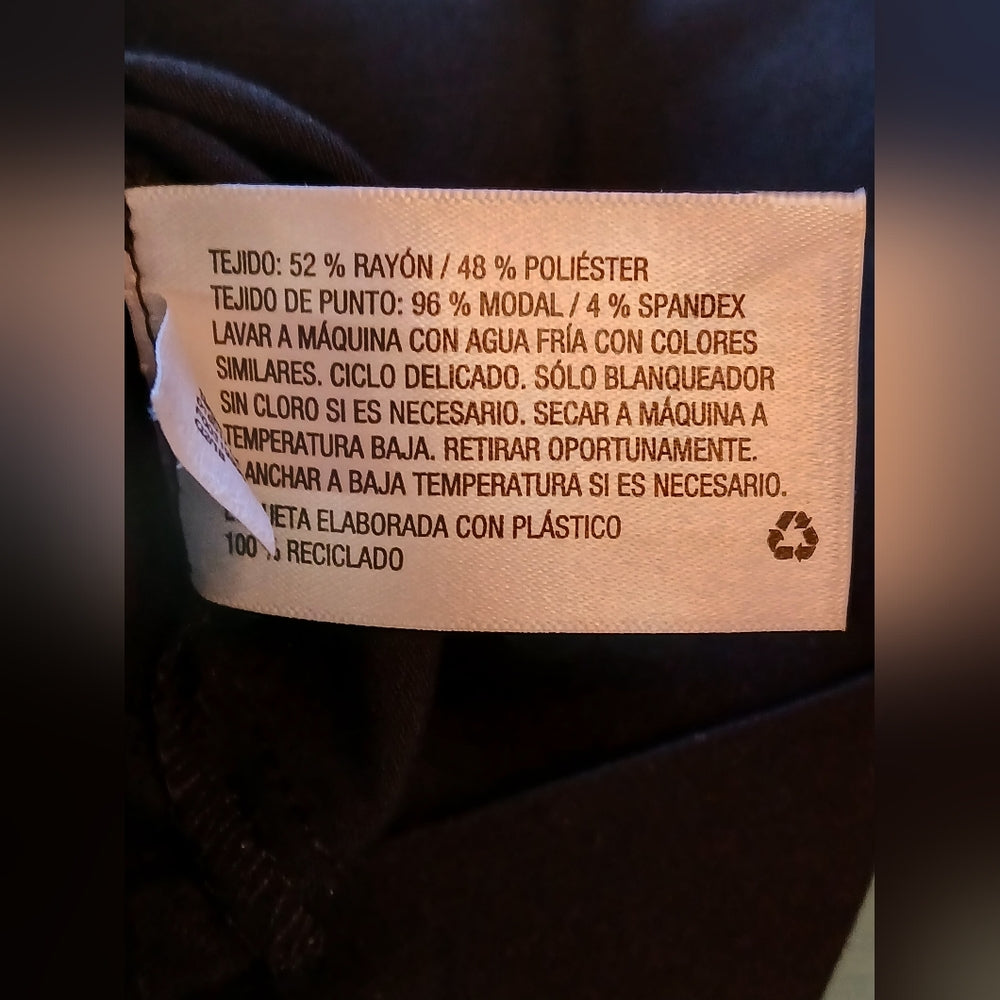 TEJIDO: 52 % RAYÓN / 48 % POLIÉSTER
TEJIDO DE PUNTO: 96 % MODAL / 4 % SPANDEX
LAVAR A MÁQUINA CON AGUA FRÍA CON COLORES
SIMILARES. CICLO DELICADO. SÓLO BLANQUEADOR
SIN CLORO SI ES NECESARIO. SECAR A MÁQUINA A
TEMPERATURA BAJA. RETIRAR OPORTUNAMENTE.
ANCHAR A BAJA TEMPERATURA SI ES NECESARIO.
ELABORADA CON PLÁSTICO
100 % RECICLADO